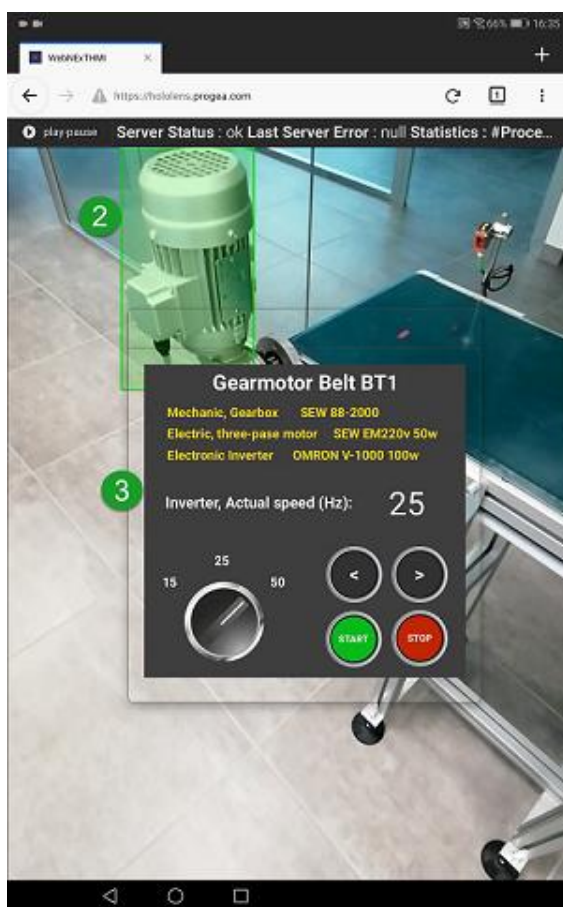 66% 16:35
WebNExTHMI
https://hololens.progea.com
1
play-pause Server Status : ok Last Server Error : null Statistics : #Proce...
2
Gearmotor Belt BT1
Mechanic, Gearbox SEW 88-2000
Electric, three-pase motor SEW EM220v 50w
Electronic Inverter OMRON V-1000 100w
3
Inverter, Actual speed (Hz): 25
25
15 50
< >
START STOP